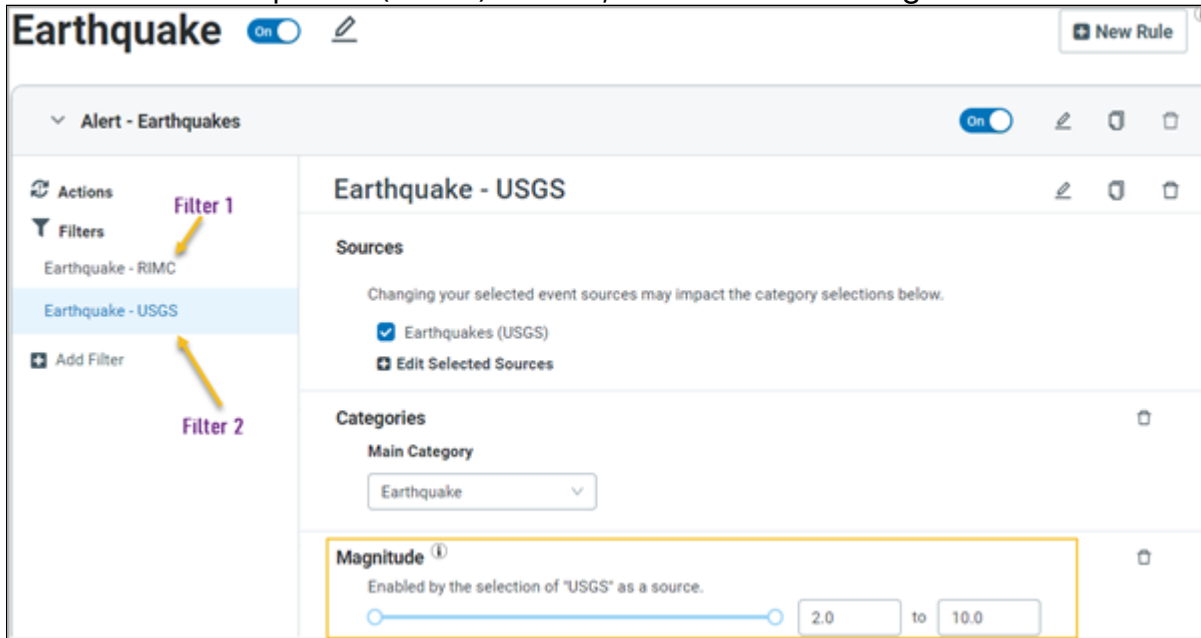 Earthquake On
New Rule
Alert - Earthquakes On
Actions
Filter 1
Filters
Earthquake - RIMC
Earthquake - USGS
Add Filter
Filter 2
Earthquake - USGS
Sources
Changing your selected event sources may impact the category selections below.
Earthquakes (USGS)
Edit Selected Sources
Categories
Main Category
Earthquake
Magnitude
Enabled by the selection of "USGS" as a source.
2.0 to 10.0